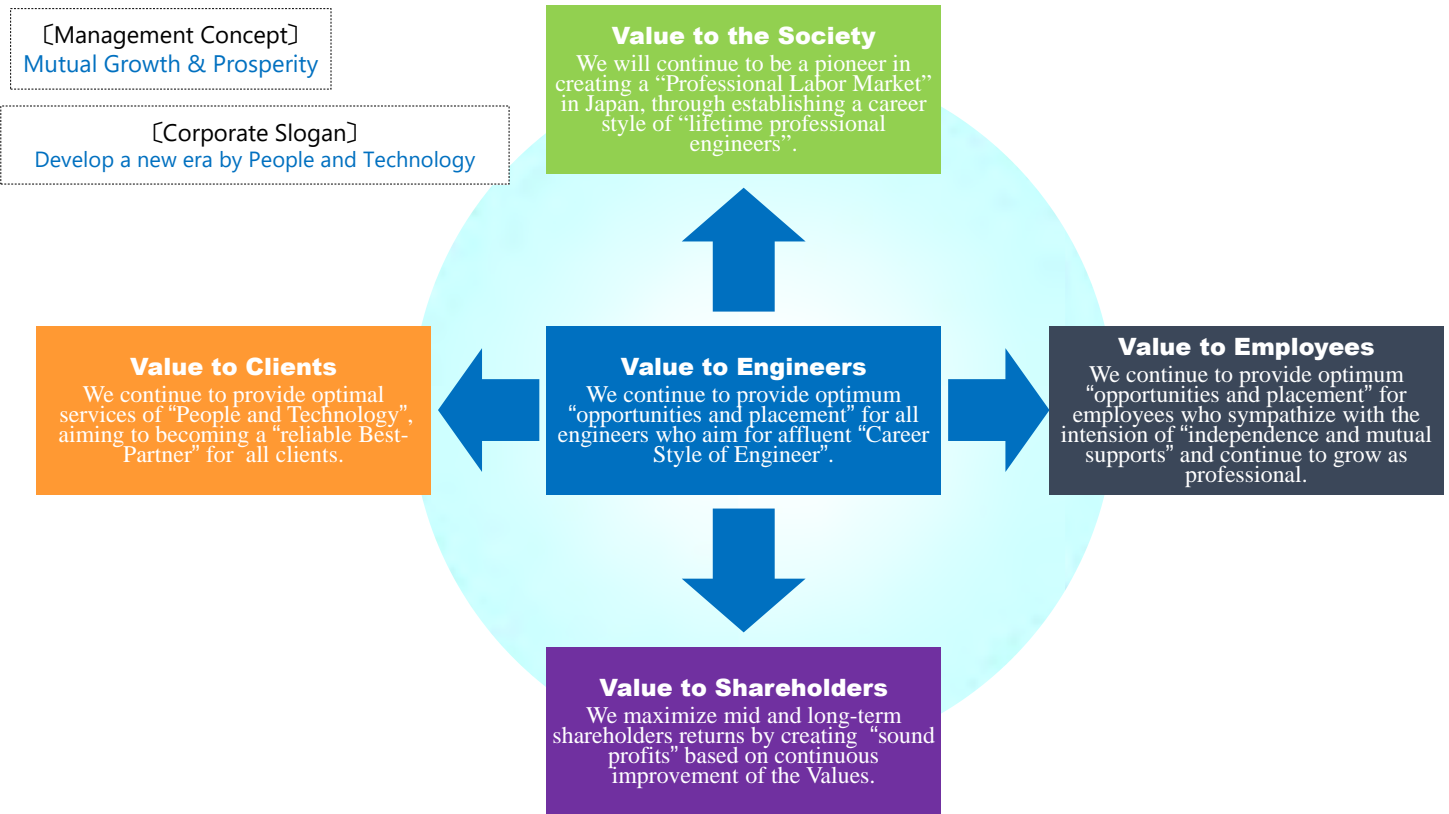 〔Management Concept〕
Mutual Growth & Prosperity
〔Corporate Slogan〕
Develop a new era by People and Technology
Value to the Society
We will continue to be a pioneer in
creating a “Professional Labor Market”
in Japan, through establishing a career
style of “lifetime professional
engineers”.
Value to Clients
We continue to provide optimal
services of “People and Technology”,
aiming to becoming a “reliable Best-
Partner” for all clients.
Value to Engineers
We continue to provide optimum
“opportunities and placement” for all
engineers who aim for affluent “Career
Style of Engineer”.
Value to Employees
We continue to provide optimum
“opportunities and placement” for
employees who sympathize with the
intension of “independence and mutual
supports” and continue to grow as
professional.
Value to Shareholders
We maximize mid and long-term
shareholders returns by creating “sound
profits” based on continuous
improvement of the Values.